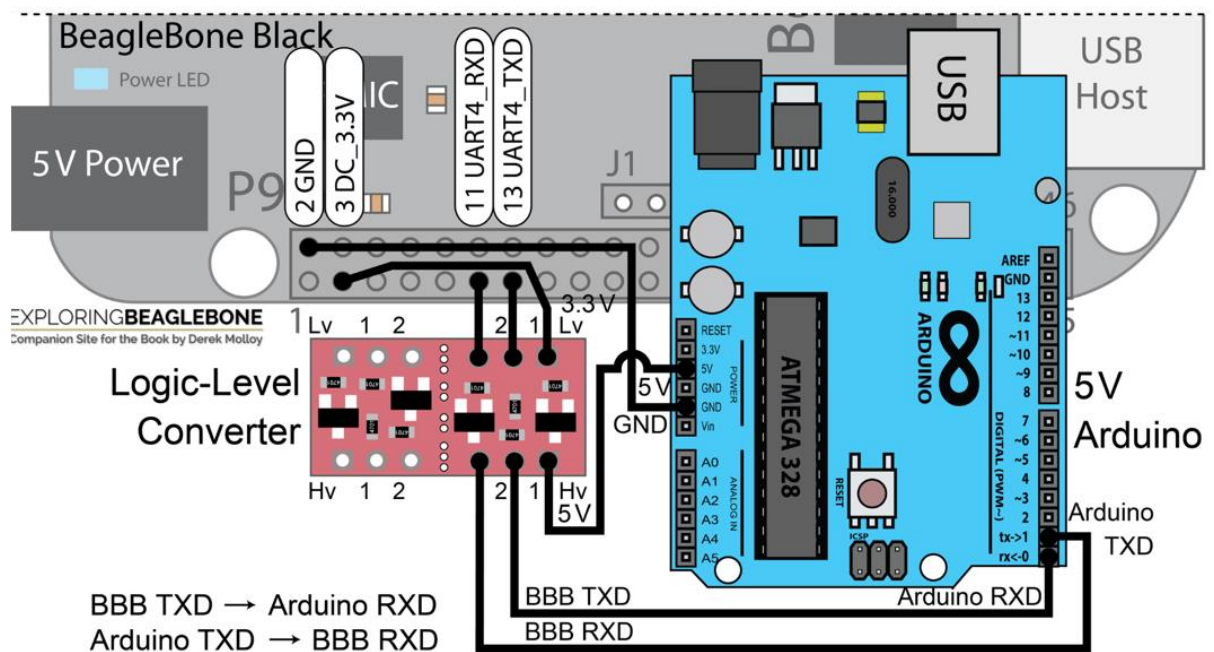 BeagleBone Black
Power LED
5 V Power
P9
2 GND
3 DC_3.3V
11 UART4_RXD
13 UART4_TXD
J1
B
USB
USB
Host
16.000
46
1
EXPLORINGBEAGLEBONE
Companion Site for the Book by Derek Molloy
3.3 V
Lv 1 2 2 1 Lv
Logic-Level
Converter
4701
Hv 1 2 2 1 Hv
5 V
5 V
GND
RESET
3.3V
5V
GND
GND
Vin
POWER
A0
A1
A2
A3
A4
A5
ANALOG IN
ATMEGA 328
ARDUINO
RESET
ICSP
AREF
GND
13
12
~11
~10
~9
8
7
~6
~5
4
~3
2
tx->1
rx<-0
DIGITAL (PWM~)
5 V
Arduino
Arduino
TXD
BBB TXD
Arduino RXD
BBB RXD
BBB TXD → Arduino RXD
Arduino TXD → BBB RXD